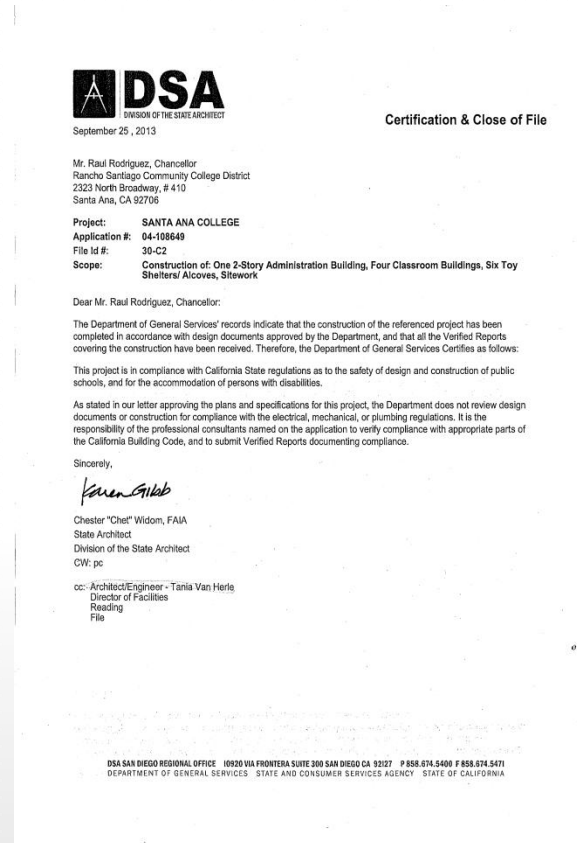 DSA
DIVISION OF THE STATE ARCHITECT
Certification & Close of File
September 25 , 2013
Mr. Raul Rodriguez, Chancellor
Rancho Santiago Community College District
2323 North Broadway, # 410
Santa Ana, CA 92706
Project: SANTA ANA COLLEGE
Application #: 04-108649
File Id #: 30-C2
Scope: Construction of: One 2-Story Administration Building, Four Classroom Buildings, Six Toy
Shelters/ Alcoves, Sitework
Dear Mr. Raul Rodriguez, Chancellor:
The Department of General Services' records indicate that the construction of the referenced project has been
completed in accordance with design documents approved by the Department, and that all the Verified Reports
covering the construction have been received. Therefore, the Department of General Services Certifies as follows:
This project is in compliance with California State regulations as to the safety of design and construction of public
schools, and for the accommodation of persons with disabilities.
As stated in our letter approving the plans and specifications for this project, the Department does not review design
documents or construction for compliance with the electrical, mechanical, or plumbing regulations. It is the
responsibility of the professional consultants named on the application to verify compliance with appropriate parts of
the California Building Code, and to submit Verified Reports documenting compliance.
Sincerely,
Karen Gibb
Chester "Chet" Widom, FAIA
State Architect
Division of the State Architect
CW: pc
cc: Architect/Engineer - Tania Van Herle
Director of Facilities
Reading
File
DSA SAN DIEGO REGIONAL OFFICE 10920 VIA FRONTERA SUITE 300 SAN DIEGO CA 92127 P 858.674.5400 F 858.674.5471
DEPARTMENT OF GENERAL SERVICES STATE AND CONSUMER SERVICES AGENCY STATE OF CALIFORNIA